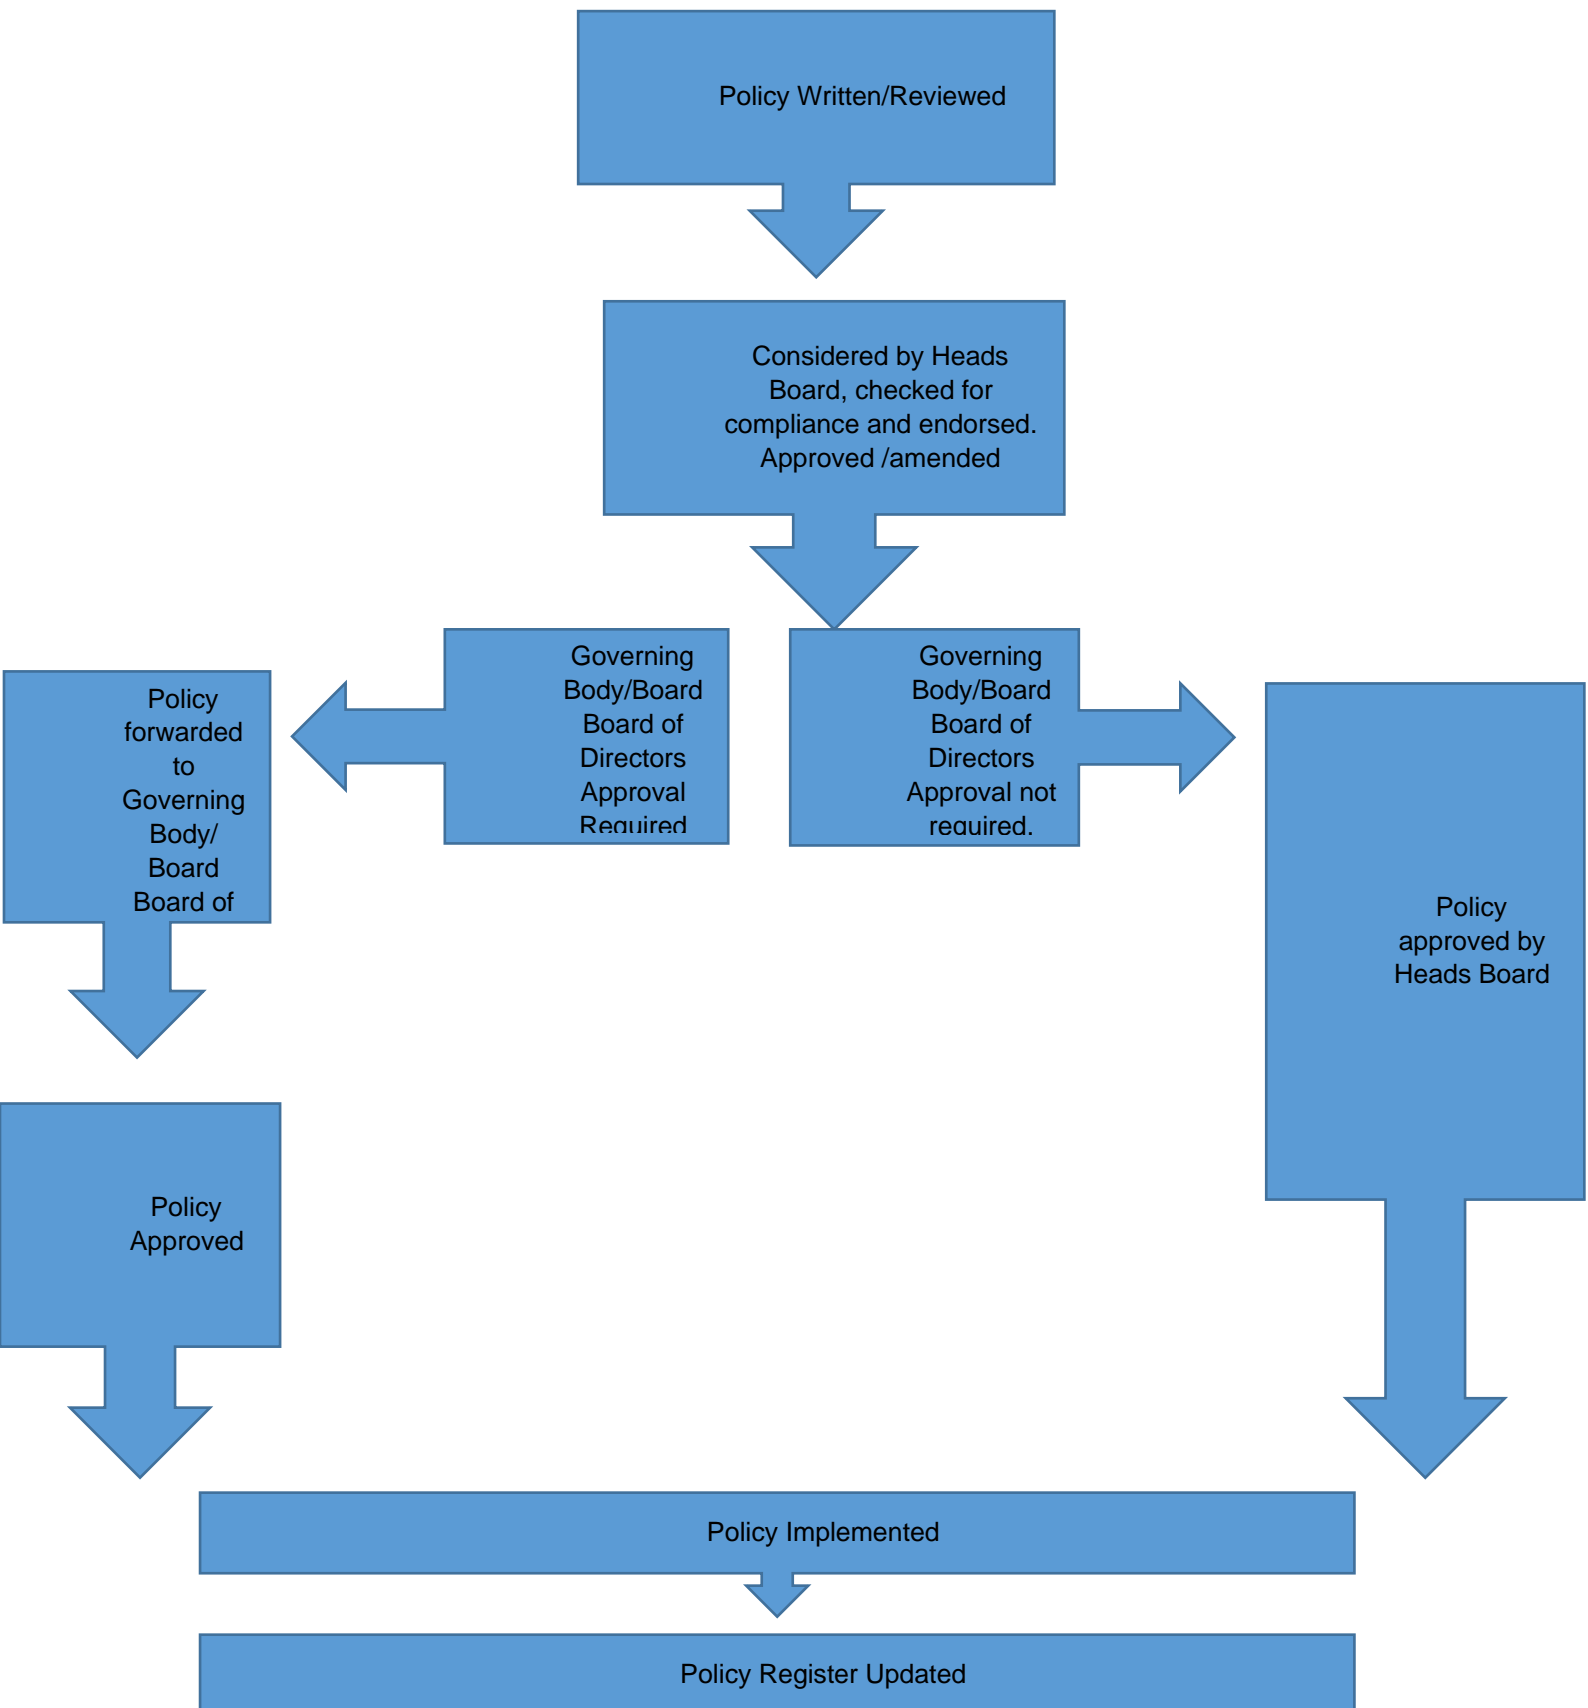 Policy Written/Reviewed
Considered by Heads
Board, checked for
compliance and endorsed.
Approved /amended
Governing
Body/Board
Board of
Directors
Approval
Required
Governing
Body/Board
Board of
Directors
Approval not
required.
Policy
forwarded
to
Governing
Body/
Board
Board of
Policy
approved by
Heads Board
Policy
Approved
Policy Implemented
Policy Register Updated